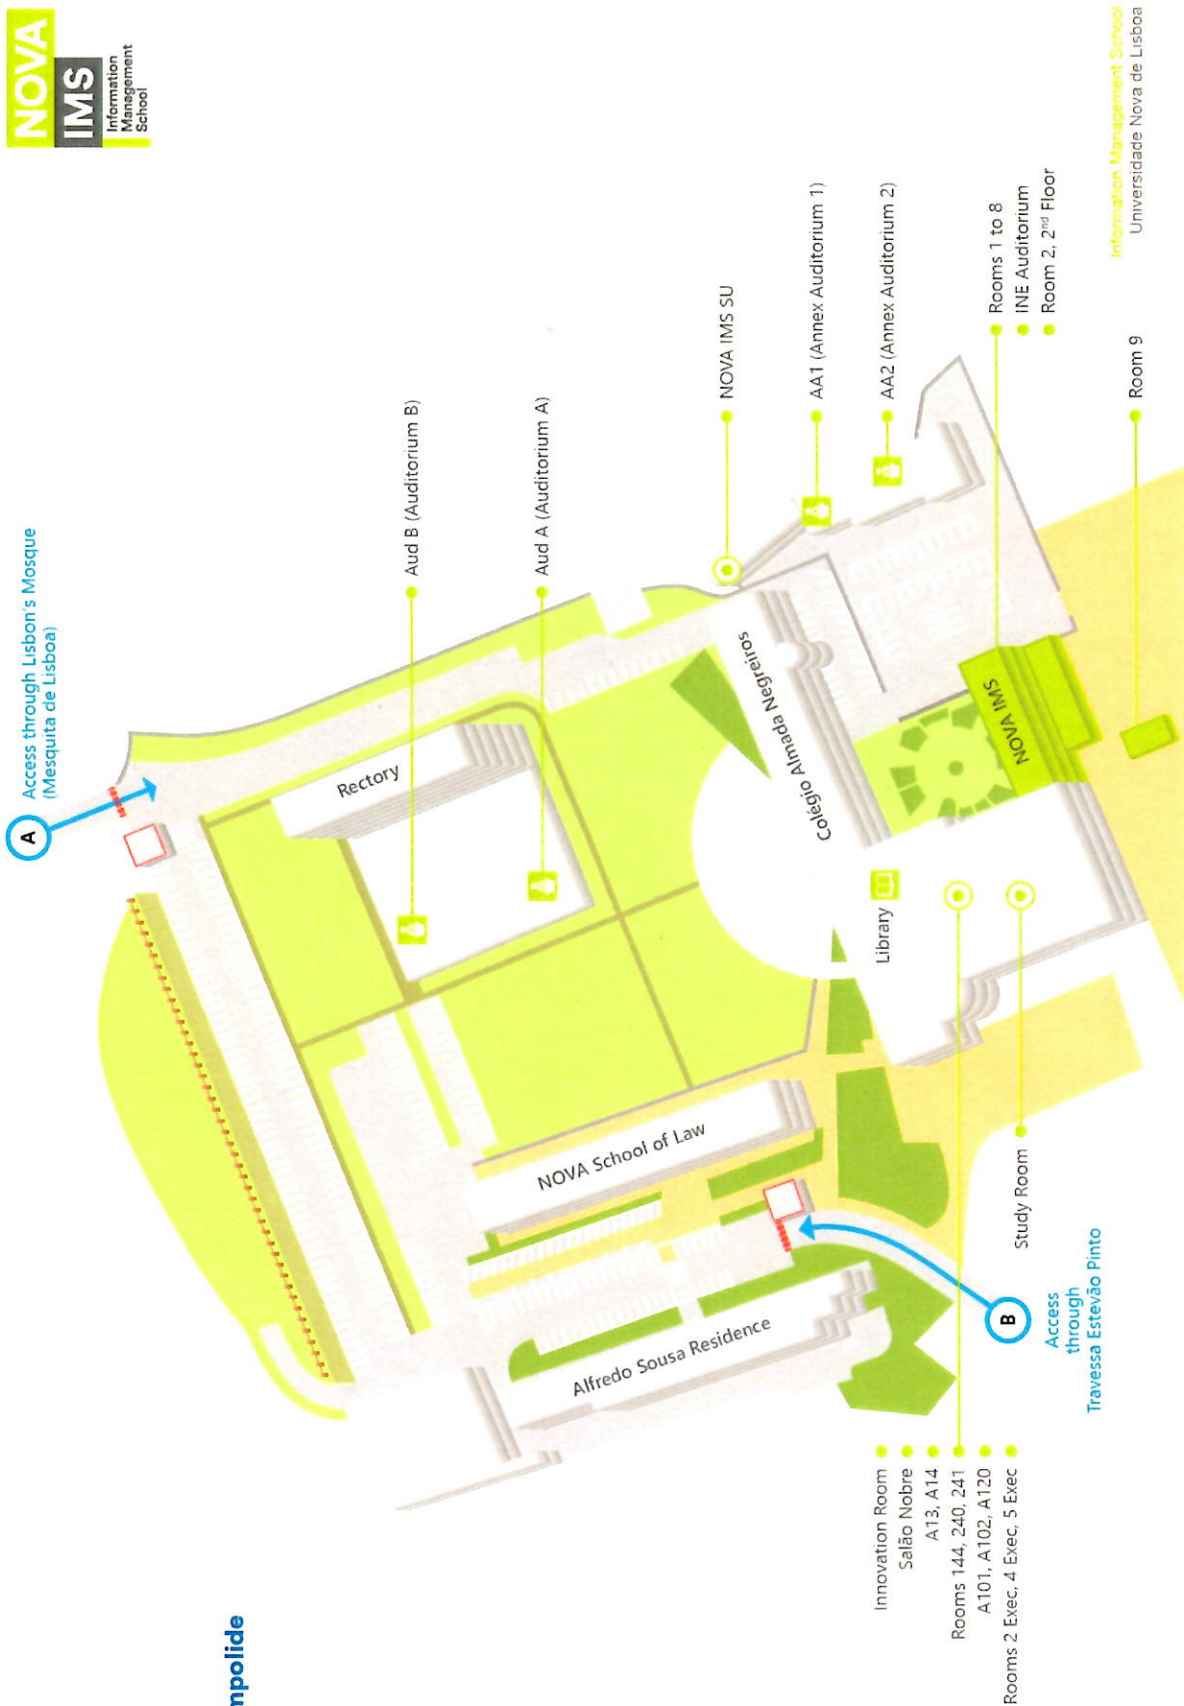 NOVA
IMS
Information
Management
School
Access through Lisbon's Mosque
(Mesquita de Lisboa)
A
Aud B (Auditorium B)
Aud A (Auditorium A)
Rectory
NOVA IMS SU
AA1 (Annex Auditorium 1)
AA2 (Annex Auditorium 2)
Colégio Almada Negreiros
NOVA IMS
Rooms 1 to 8
INE Auditorium
Room 2, 2nd Floor
Room 9
Library
Study Room
NOVA School of Law
Alfredo Sousa Residence
B
Access
through
Travessa Estevão Pinto
Innovation Room
Salão Nobre
A13, A14
Rooms 144, 240, 241
A101, A102, A120
Rooms 2 Exec, 4 Exec, 5 Exec
Information Management School
Universidade Nova de Lisboa